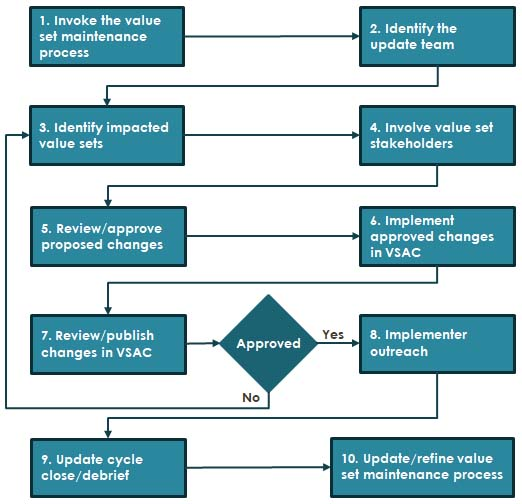 1. Invoke the value
set maintenance
process
2. Identify the
update team
3. Identify impacted
value sets
4. Involve value set
stakeholders
5. Review/approve
proposed changes
6. Implement
approved changes
in VSAC
7. Review/publish
changes in VSAC
Approved
Yes
No
8. Implementer
outreach
9. Update cycle
close/debrief
10. Update/refine value
set maintenance process